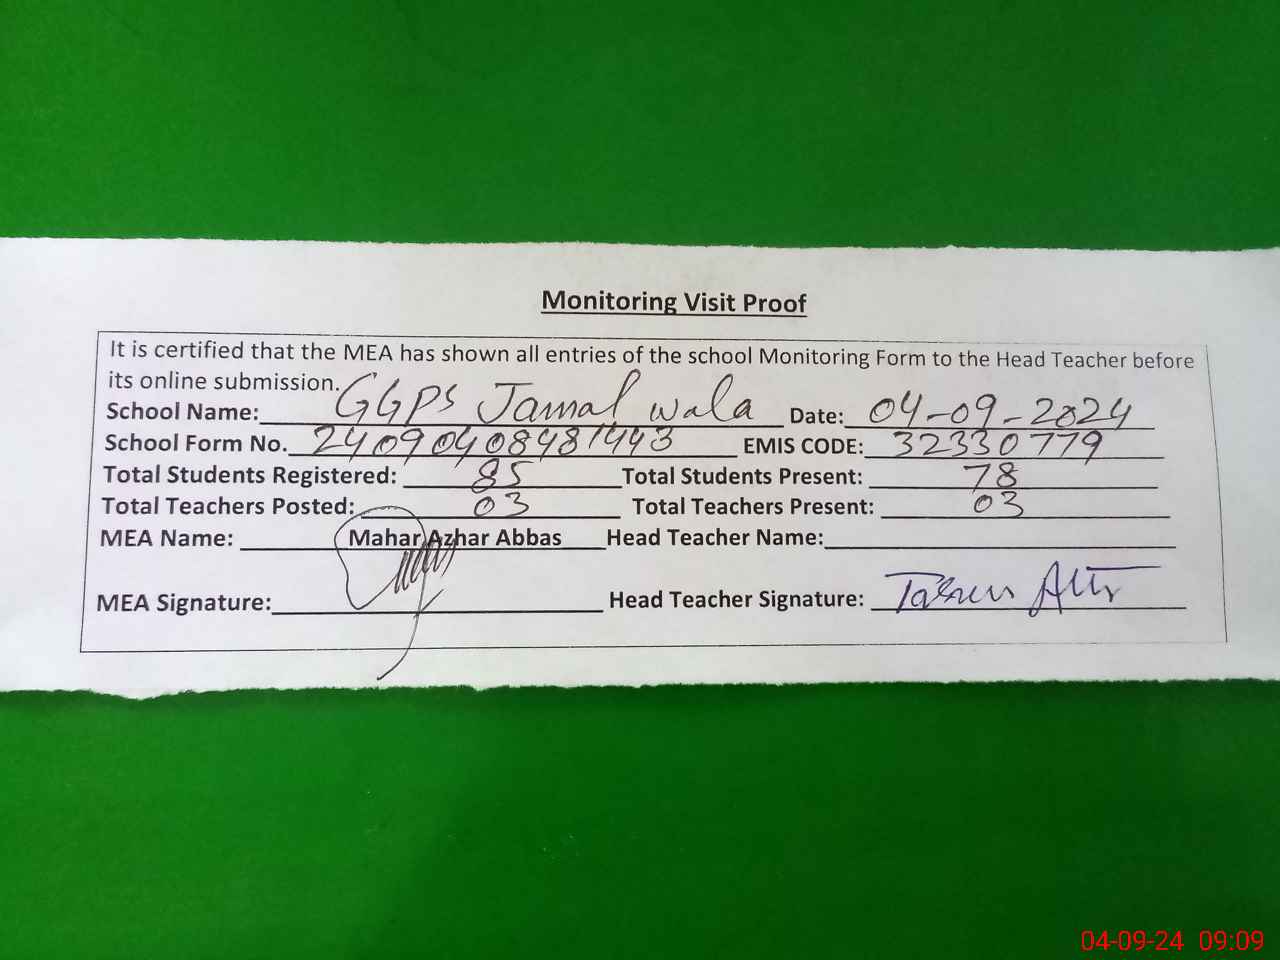 Monitoring Visit Proof
It is certified that the MEA has shown all entries of the school Monitoring Form to the Head Teacher before
its online submission.
School Name: GGPS Jamal wala Date: 04-09-2024
School Form No. 24090408481443 EMIS CODE: 32330779
Total Students Registered: 85 Total Students Present: 78
Total Teachers Posted: 03 Total Teachers Present: 03
MEA Name: Mahar Azhar Abbas Head Teacher Name:
MEA Signature: Head Teacher Signature:
04-09-24 09:09